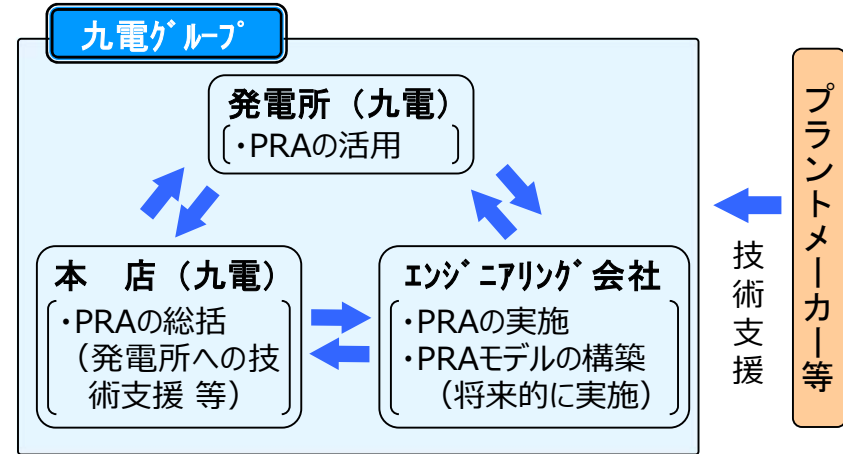 九電ｸﾞﾙｰﾌﾟ
発電所（九電）
・PRAの活用
本　店（九電）
・PRAの総括
（発電所への技
術支援 等）
ｴﾝｼﾞﾆｱﾘﾝｸﾞ会社
・PRAの実施
・PRAモデルの構築
（将来的に実施）
技術支援
プラントメーカー等